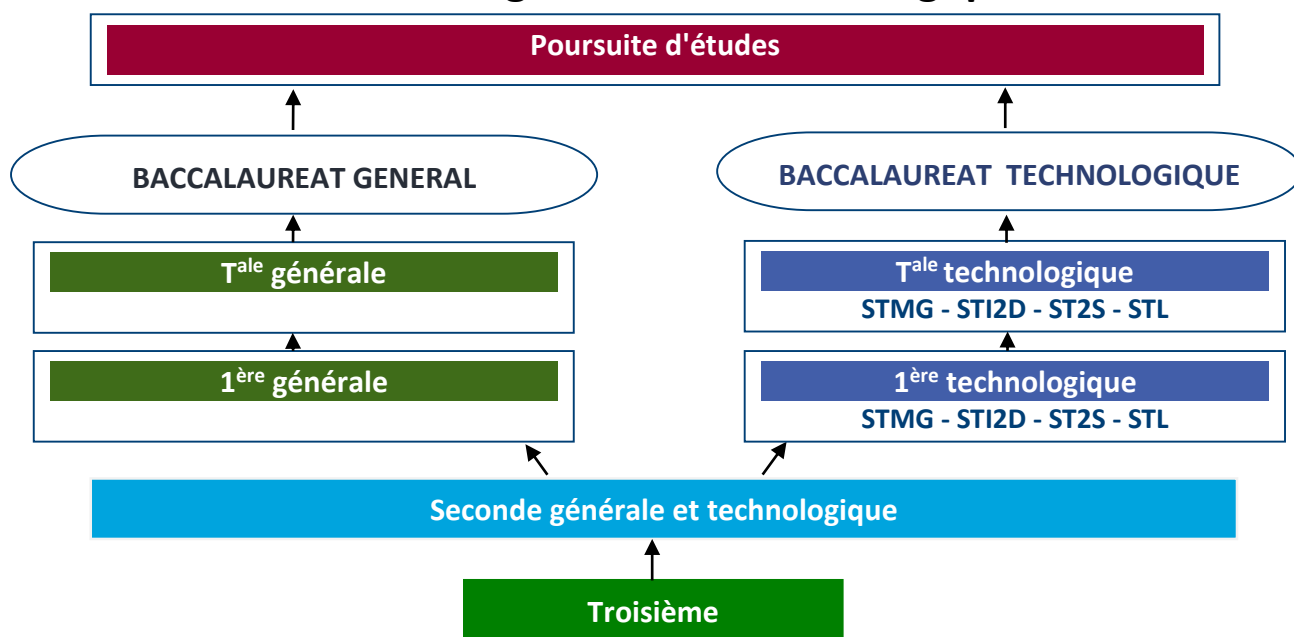 Poursuite d'études
BACCALAUREAT GENERAL
BACCALAUREAT TECHNOLOGIQUE
Tale générale
Tale technologique
STMG - STI2D - ST2S - STL
1ère générale
1ère technologique
STMG - STI2D - ST2S - STL
Seconde générale et technologique
Troisième